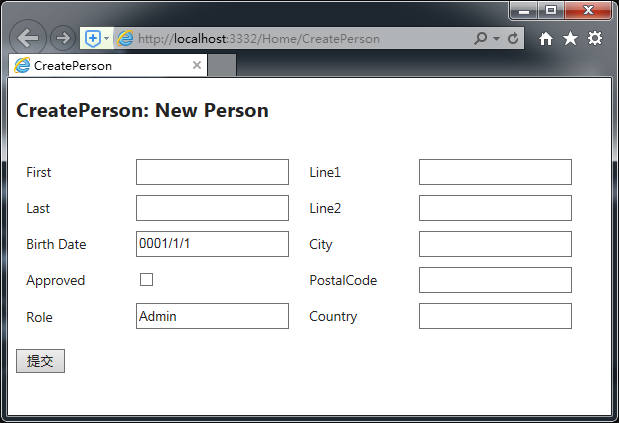 http://localhost:3332/Home/CreatePerson
CreatePerson
CreatePerson: New Person
First Line1
Last Line2
Birth Date 0001/1/1 City
Approved PostalCode
Role Admin Country
提交